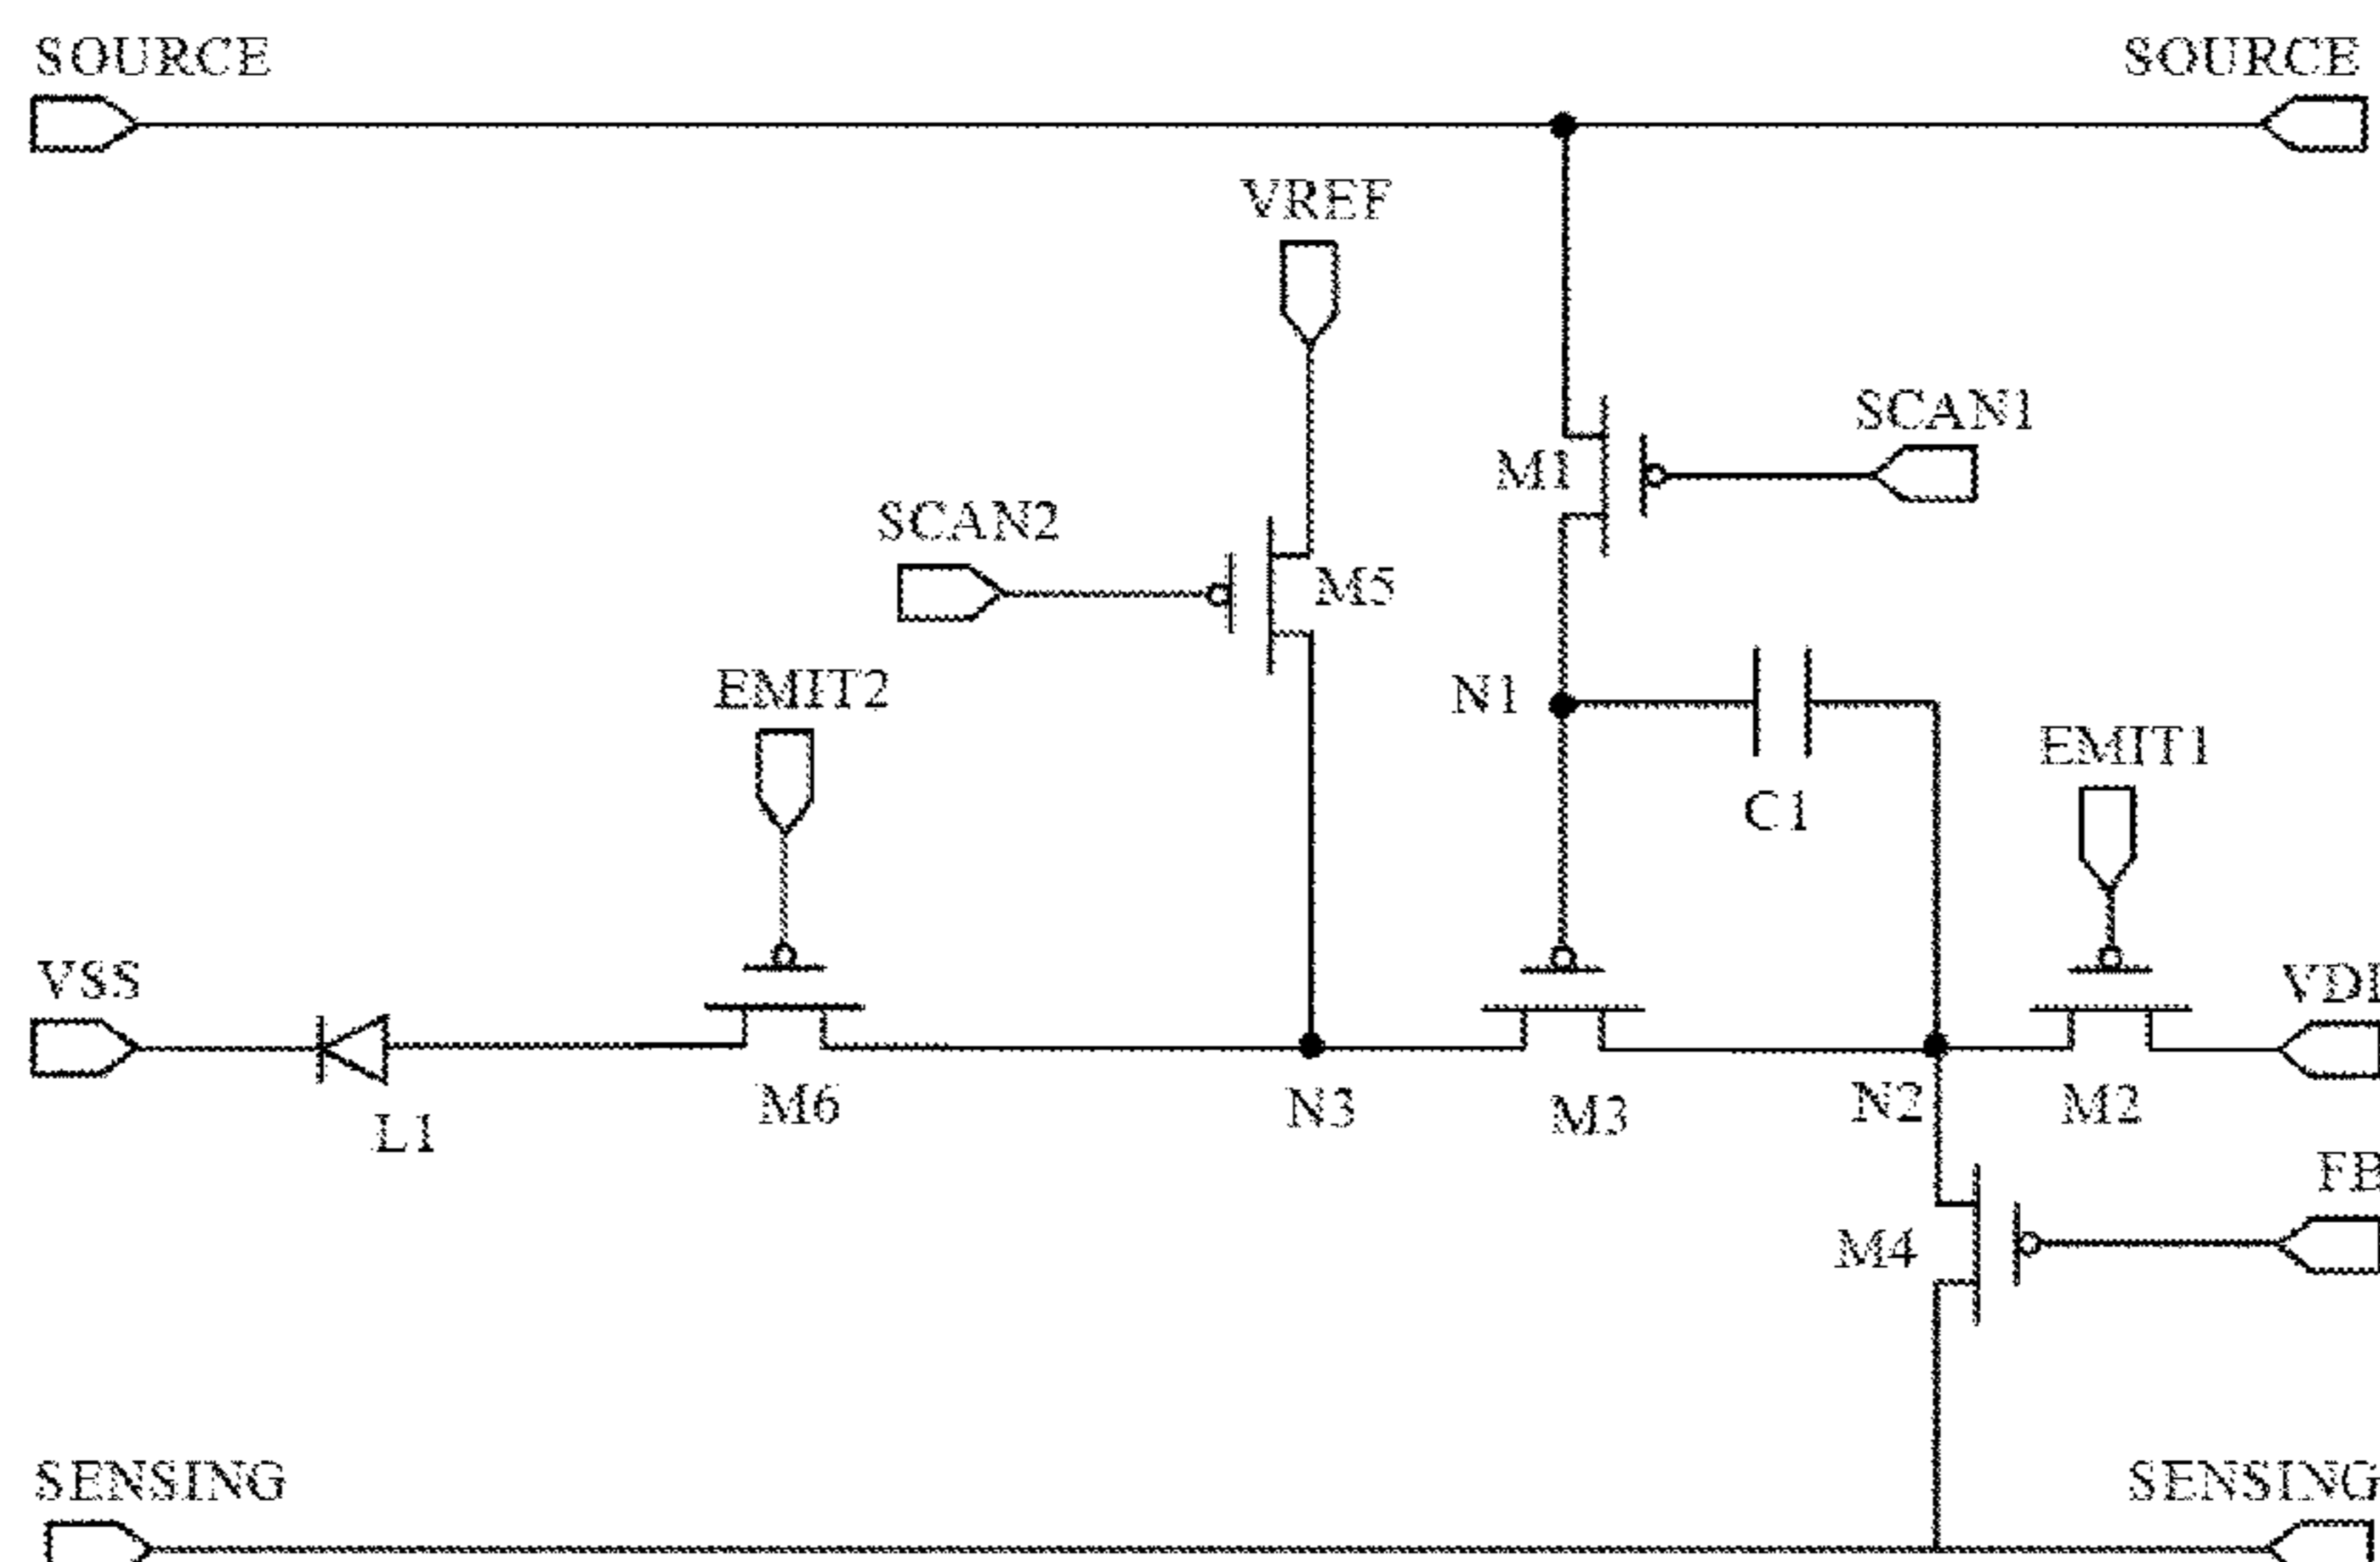 SOURCE SOURCE
VREF
SCAN1
M1
SCAN2
M5
EMIT2
N1
EMIT1
C1
VSS
M6
N3
M3
N2
M2
L1
M4
SENSING SENSING